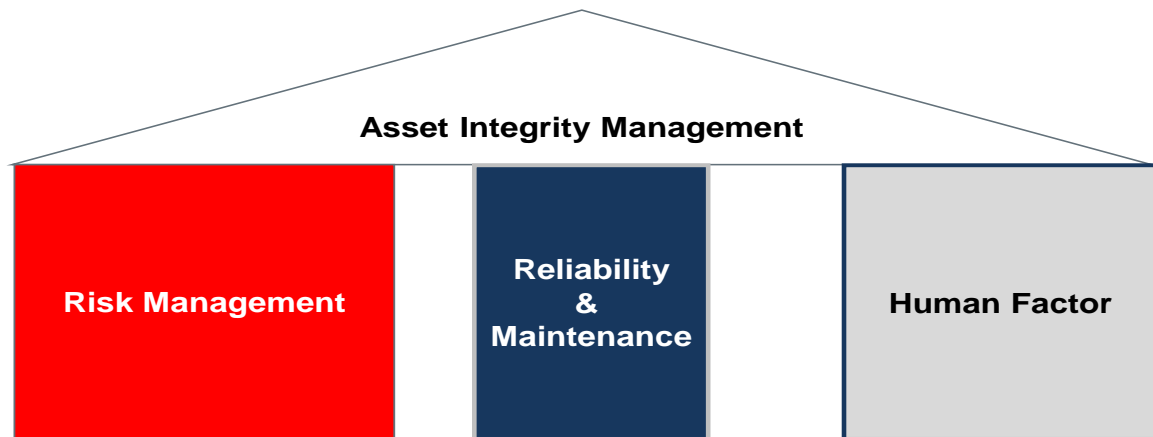 Asset Integrity Management
Risk Management
Reliability
&
Maintenance
Human Factor